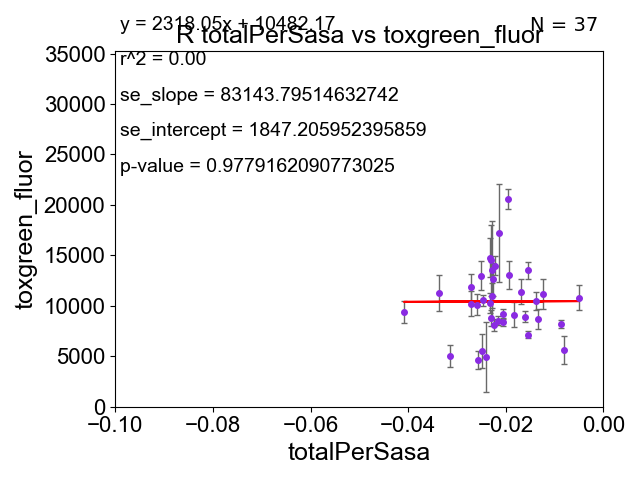 y = 2318.05x + 10482.17
N = 37
R totalPerSasa vs toxgreen_fluor
r^2 = 0.00
se_slope = 83143.79514632742
se_intercept = 1847.205952395859
p-value = 0.9779162090773025
35000
30000
25000
20000
15000
10000
5000
0
toxgreen_fluor
−0.10 −0.08 −0.06 −0.04 −0.02 0.00
totalPerSasa